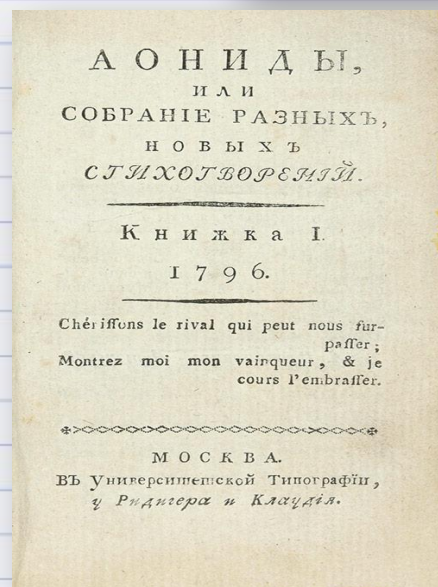 АОНИДЫ,
ИЛИ
СОБРАНІЕ РАЗНЫХЪ,
НОВЫХЪ
СТИХОТВОРЕНІЙ.
Книжка I.
1796.
Chériſſons le rival qui peut nous ſur-
paſſer;
Montrez moi mon vainqueur, & je
cours l'embraſſer.
МОСКВА.
Въ Университетской Типографїи,
у Ридигера и Клаудія.